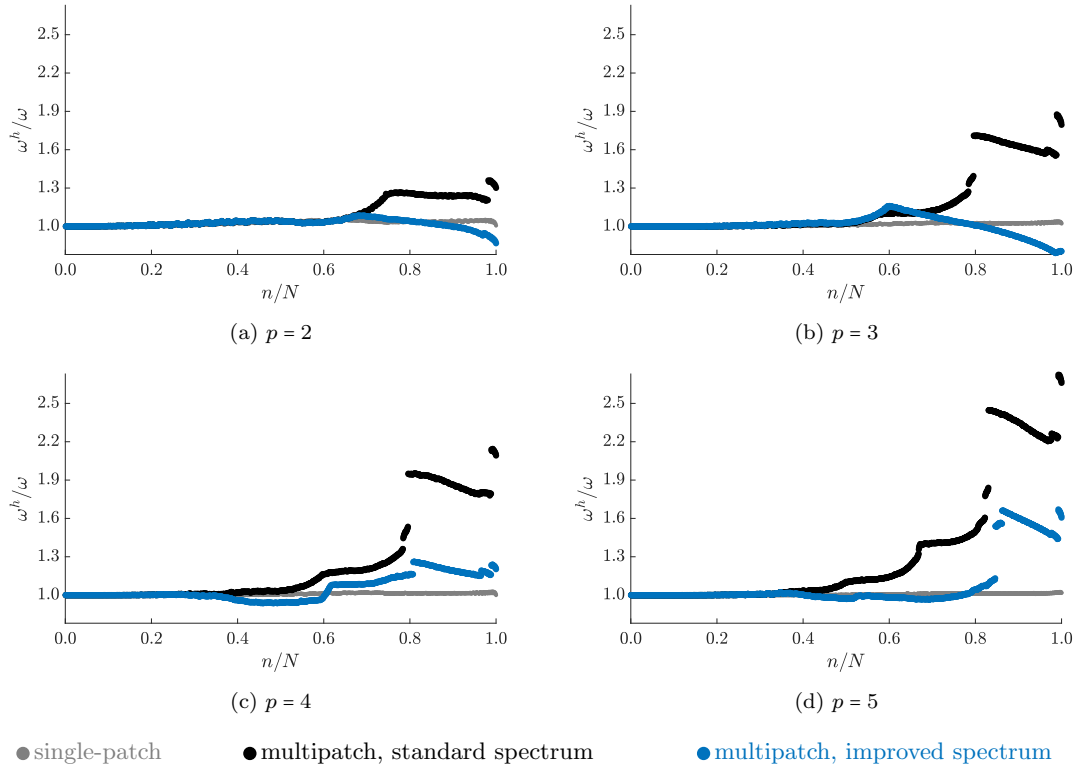 2.5
2.2
1.9
1.6
1.3
1.0
ω^h/ω
0.0 0.2 0.4 0.6 0.8 1.0
n/N
(a) p = 2
2.5
2.2
1.9
1.6
1.3
1.0
ω^h/ω
0.0 0.2 0.4 0.6 0.8 1.0
n/N
(b) p = 3
2.5
2.2
1.9
1.6
1.3
1.0
ω^h/ω
0.0 0.2 0.4 0.6 0.8 1.0
n/N
(c) p = 4
2.5
2.2
1.9
1.6
1.3
1.0
ω^h/ω
0.0 0.2 0.4 0.6 0.8 1.0
n/N
(d) p = 5
single-patch
multipatch, standard spectrum
multipatch, improved spectrum